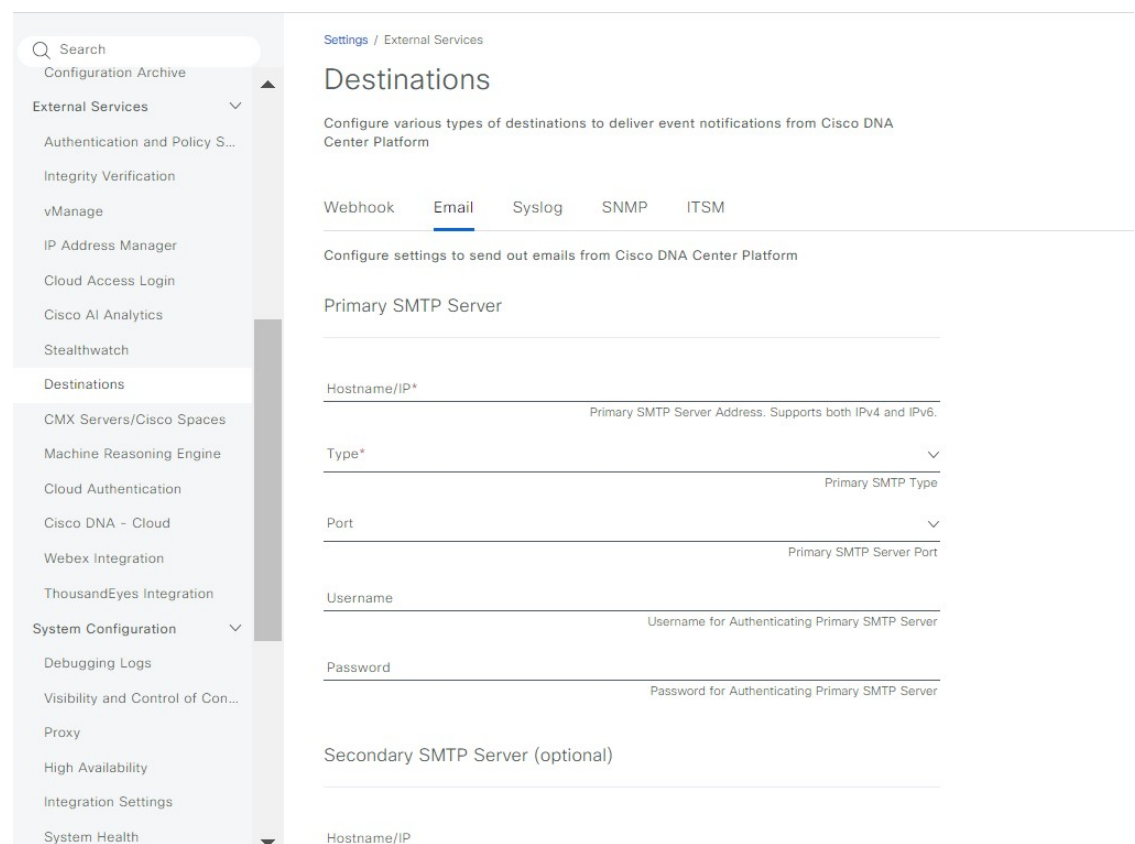 Search
Configuration Archive
External Services
Authentication and Policy S...
Integrity Verification
vManage
IP Address Manager
Cloud Access Login
Cisco AI Analytics
Stealthwatch
Destinations
CMX Servers/Cisco Spaces
Machine Reasoning Engine
Cloud Authentication
Cisco DNA - Cloud
Webex Integration
ThousandEyes Integration
System Configuration
Debugging Logs
Visibility and Control of Con...
Proxy
High Availability
Integration Settings
System Health
Settings / External Services
Destinations
Configure various types of destinations to deliver event notifications from Cisco DNA
Center Platform
Webhook Email Syslog SNMP ITSM
Configure settings to send out emails from Cisco DNA Center Platform
Primary SMTP Server
Hostname/IP*
Primary SMTP Server Address. Supports both IPv4 and IPv6.
Type*
Primary SMTP Type
Port
Primary SMTP Server Port
Username
Username for Authenticating Primary SMTP Server
Password
Password for Authenticating Primary SMTP Server
Secondary SMTP Server (optional)
Hostname/IP